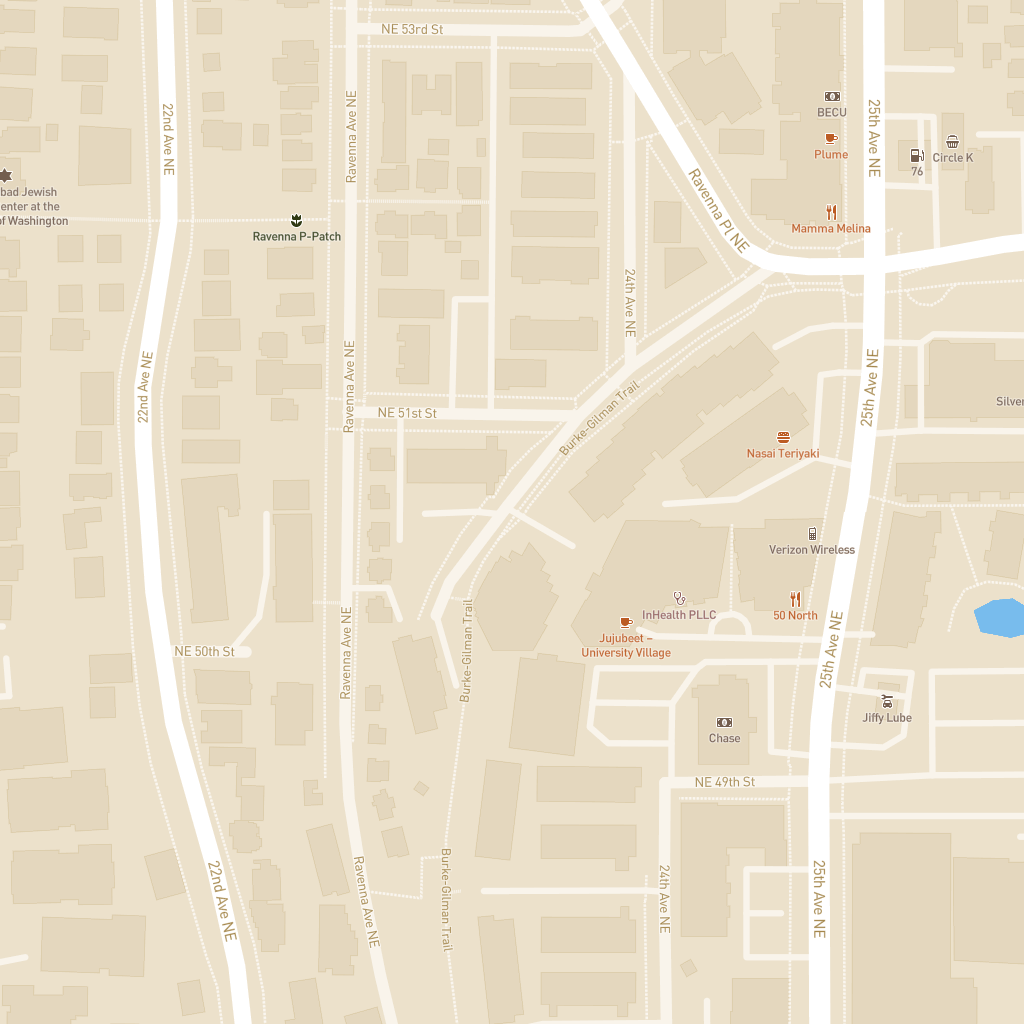 NE 53rd St
22nd Ave NE
Ravenna Ave NE
25th Ave NE
BECU
Plume
76
Circle K
bad Jewish
enter at the
of Washington
Ravenna P-Patch
Ravenna Pl NE
Mamma Melina
24th Ave NE
22nd Ave NE
Ravenna Ave NE
25th Ave NE
NE 51st St
Burke-Gilman Trail
Silver
Nasai Teriyaki
Verizon Wireless
InHealth PLLC
50 North
Jujubeet –
University Village
NE 50th St
Ravenna Ave NE
Burke-Gilman Trail
25th Ave NE
Jiffy Lube
Chase
NE 49th St
22nd Ave NE
Ravenna Ave NE
Burke-Gilman Trail
24th Ave NE
25th Ave NE